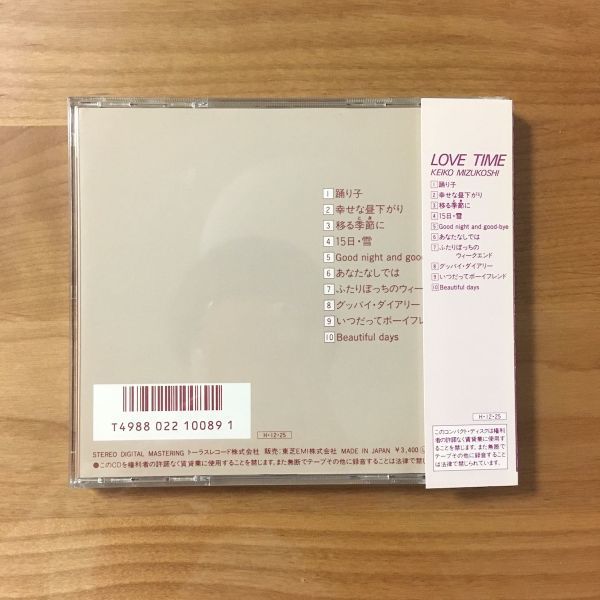 1 踊り子
2 幸せな昼下がり
とき
3 移る季節に
4 15日・雪
5 Good night and good
6 あなたなしでは
7 ふたりぼっちのウィー
8 グッバイ・ダイアリー
9 いつだってボーイフレ
10 Beautiful days
T4988 022 10089 1
H・12・25
STEREO DIGITAL MASTERING トーラスレコード株式会社 販売:東芝EMI株式会社 MADE IN JAPAN ¥3,400
●このCDを権利者の許諾なく賃貸業に使用することを禁じます。また無断でテープその他に録音することは法律で禁
LOVE TIME
KEIKO MIZUKOSHI
1 踊り子
2 幸せな昼下がり
3 移る季節に
とき
4 15日・雪
5 Good night and good-bye
6 あなたなしでは
7 ふたりぼっちの
ウィークエンド
8 グッバイ・ダイアリー
9 いつだってボーイフレンド
10 Beautiful days
H・12・25
このコンパクト・ディスクは権利
者の許諾なく賃貸業に使用す
ることを禁じます。また無断で
テープその他に録音すること
は法律で禁じられています。